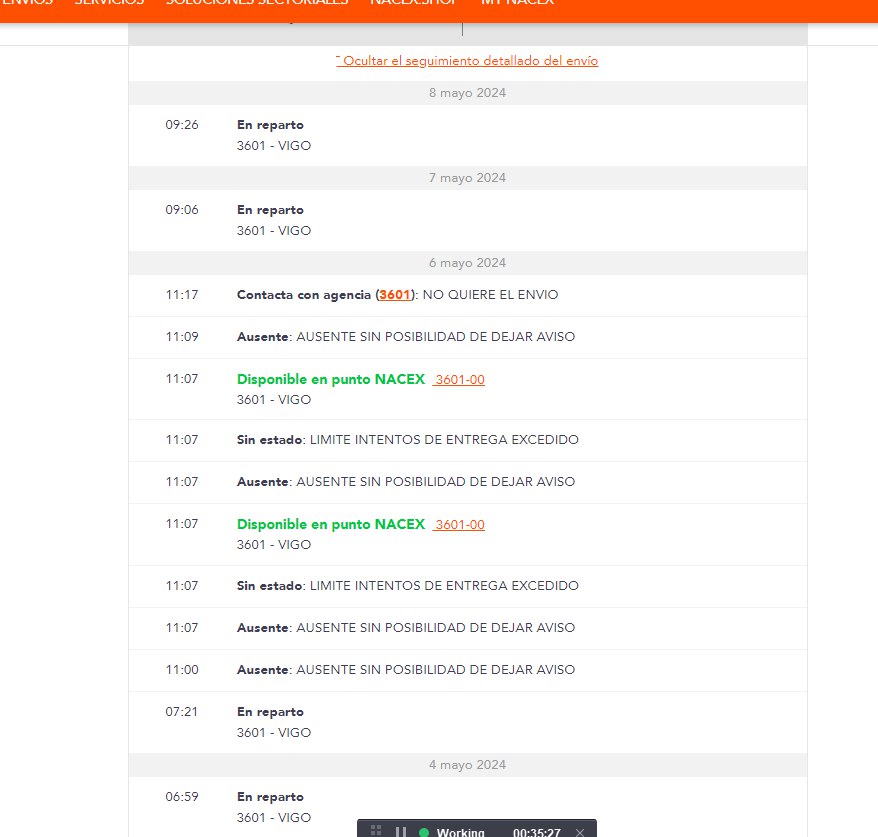 ENVÍOS SERVICIOS SOLUCIONES SECTORIALES NACEX.SHOP MY NACEX
Ocultar el seguimiento detallado del envío
8 mayo 2024
09:26 En reparto
3601 - VIGO
7 mayo 2024
09:06 En reparto
3601 - VIGO
6 mayo 2024
11:17 Contacta con agencia (3601): NO QUIERE EL ENVIO
11:09 Ausente: AUSENTE SIN POSIBILIDAD DE DEJAR AVISO
11:07 Disponible en punto NACEX 3601-00
3601 - VIGO
11:07 Sin estado: LIMITE INTENTOS DE ENTREGA EXCEDIDO
11:07 Ausente: AUSENTE SIN POSIBILIDAD DE DEJAR AVISO
11:07 Disponible en punto NACEX 3601-00
3601 - VIGO
11:07 Sin estado: LIMITE INTENTOS DE ENTREGA EXCEDIDO
11:07 Ausente: AUSENTE SIN POSIBILIDAD DE DEJAR AVISO
11:00 Ausente: AUSENTE SIN POSIBILIDAD DE DEJAR AVISO
07:21 En reparto
3601 - VIGO
4 mayo 2024
06:59 En reparto
3601 - VIGO
Working 00:35:27